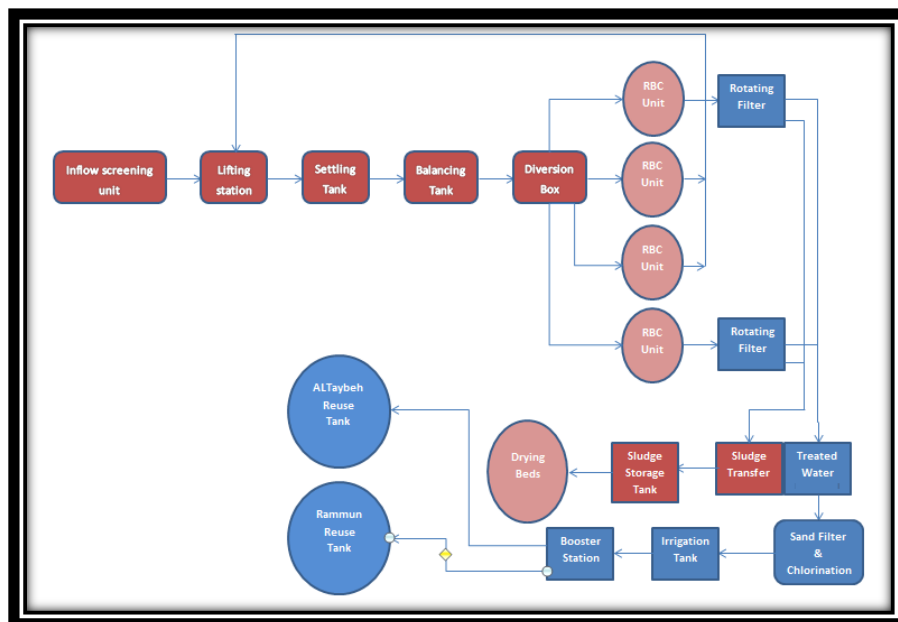 RBC
Unit
Rotating
Filter
Inflow screening
unit
Lifting
station
Settling
Tank
Balancing
Tank
Diversion
Box
RBC
Unit
RBC
Unit
RBC
Unit
Rotating
Filter
ALTaybeh
Reuse
Tank
Drying
Beds
Sludge
Storage
Tank
Sludge
Transfer
Treated
Water
Rammun
Reuse
Tank
Booster
Station
Irrigation
Tank
Sand Filter
&
Chlorination